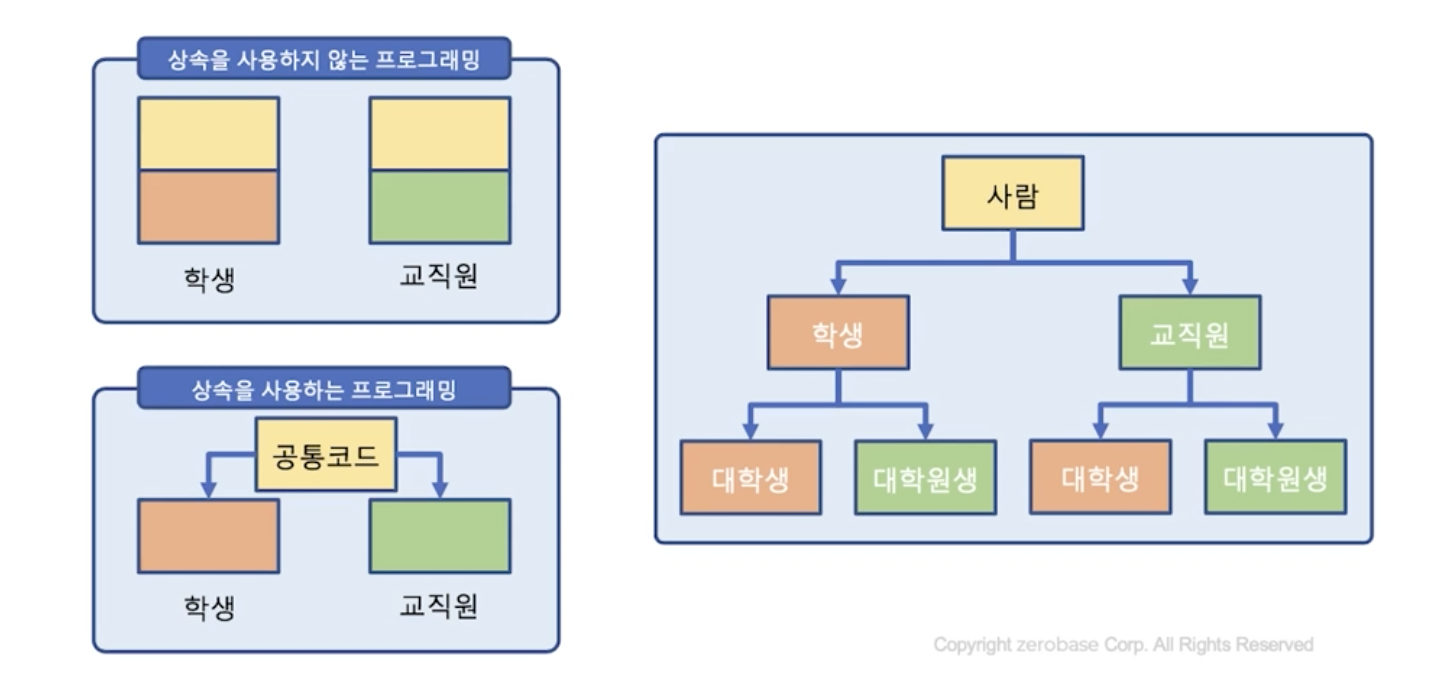 상속을 사용하지 않는 프로그래밍
학생
교직원
상속을 사용하는 프로그래밍
공통코드
학생
교직원
사람
학생
교직원
대학생
대학원생
대학생
대학원생
Copyright zerobase Corp. All Rights Reserved